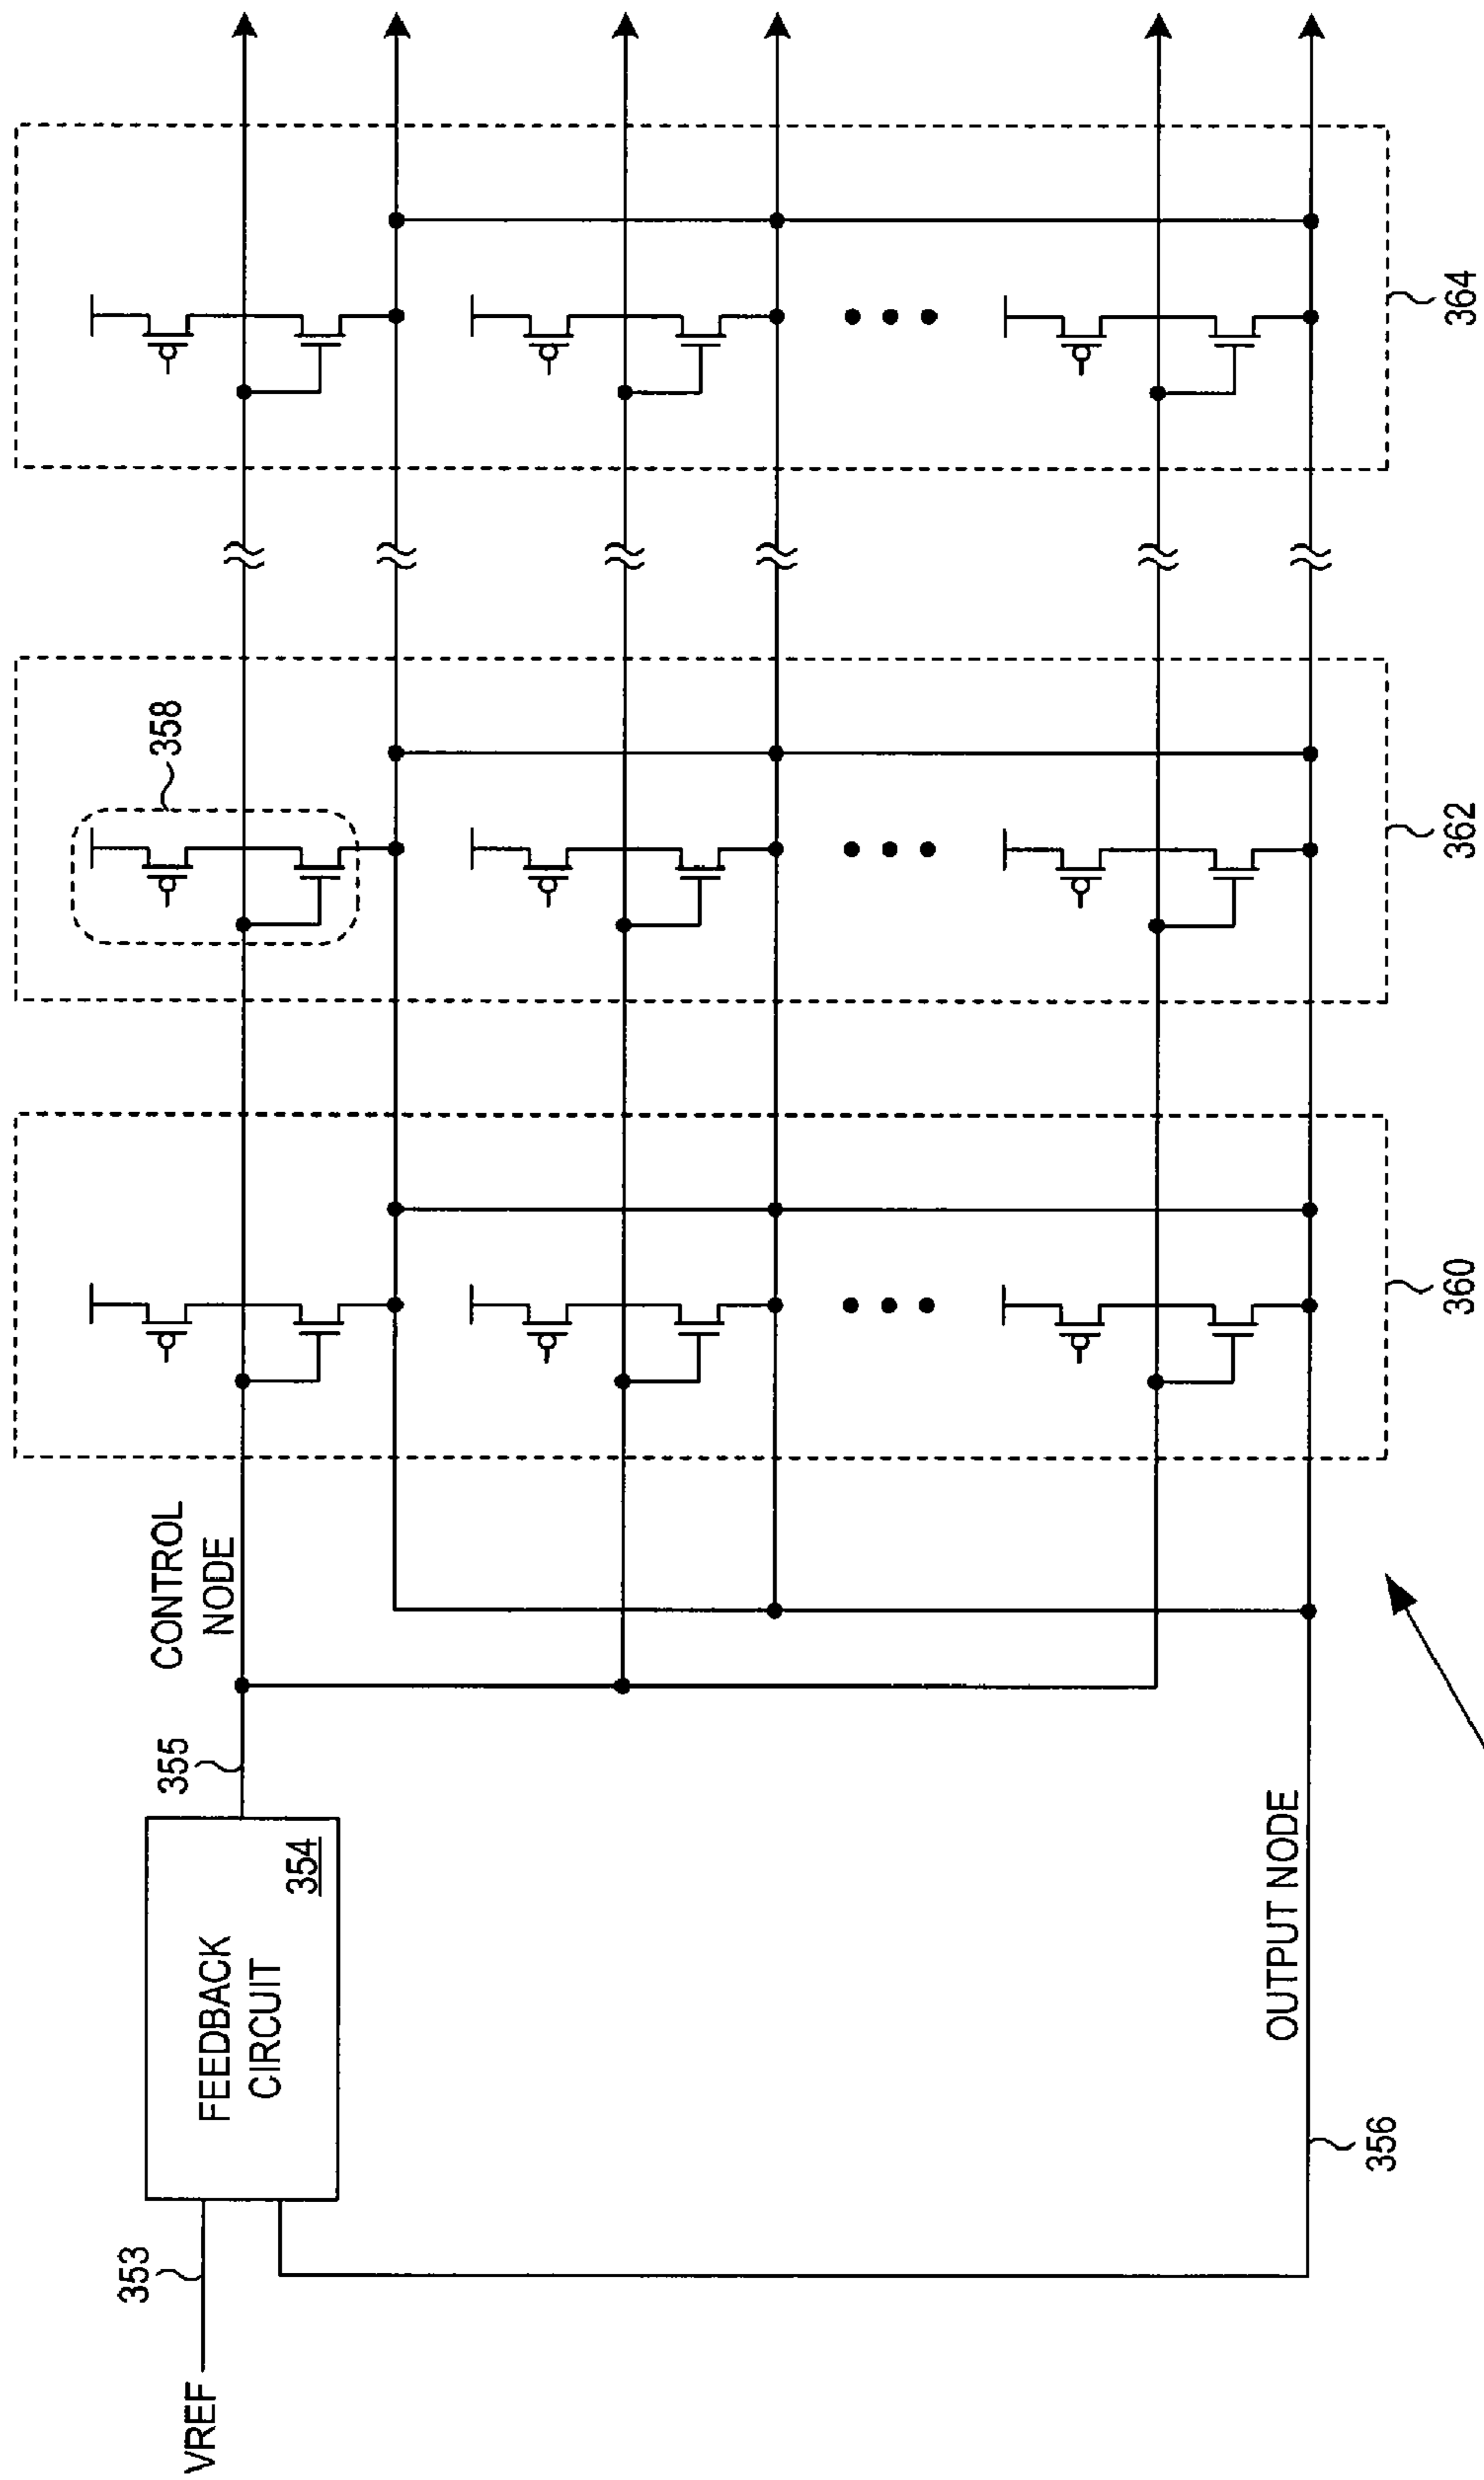 VREF
353
FEEDBACK
CIRCUIT
354
355
CONTROL
NODE
OUTPUT NODE
356
358
360
362
364